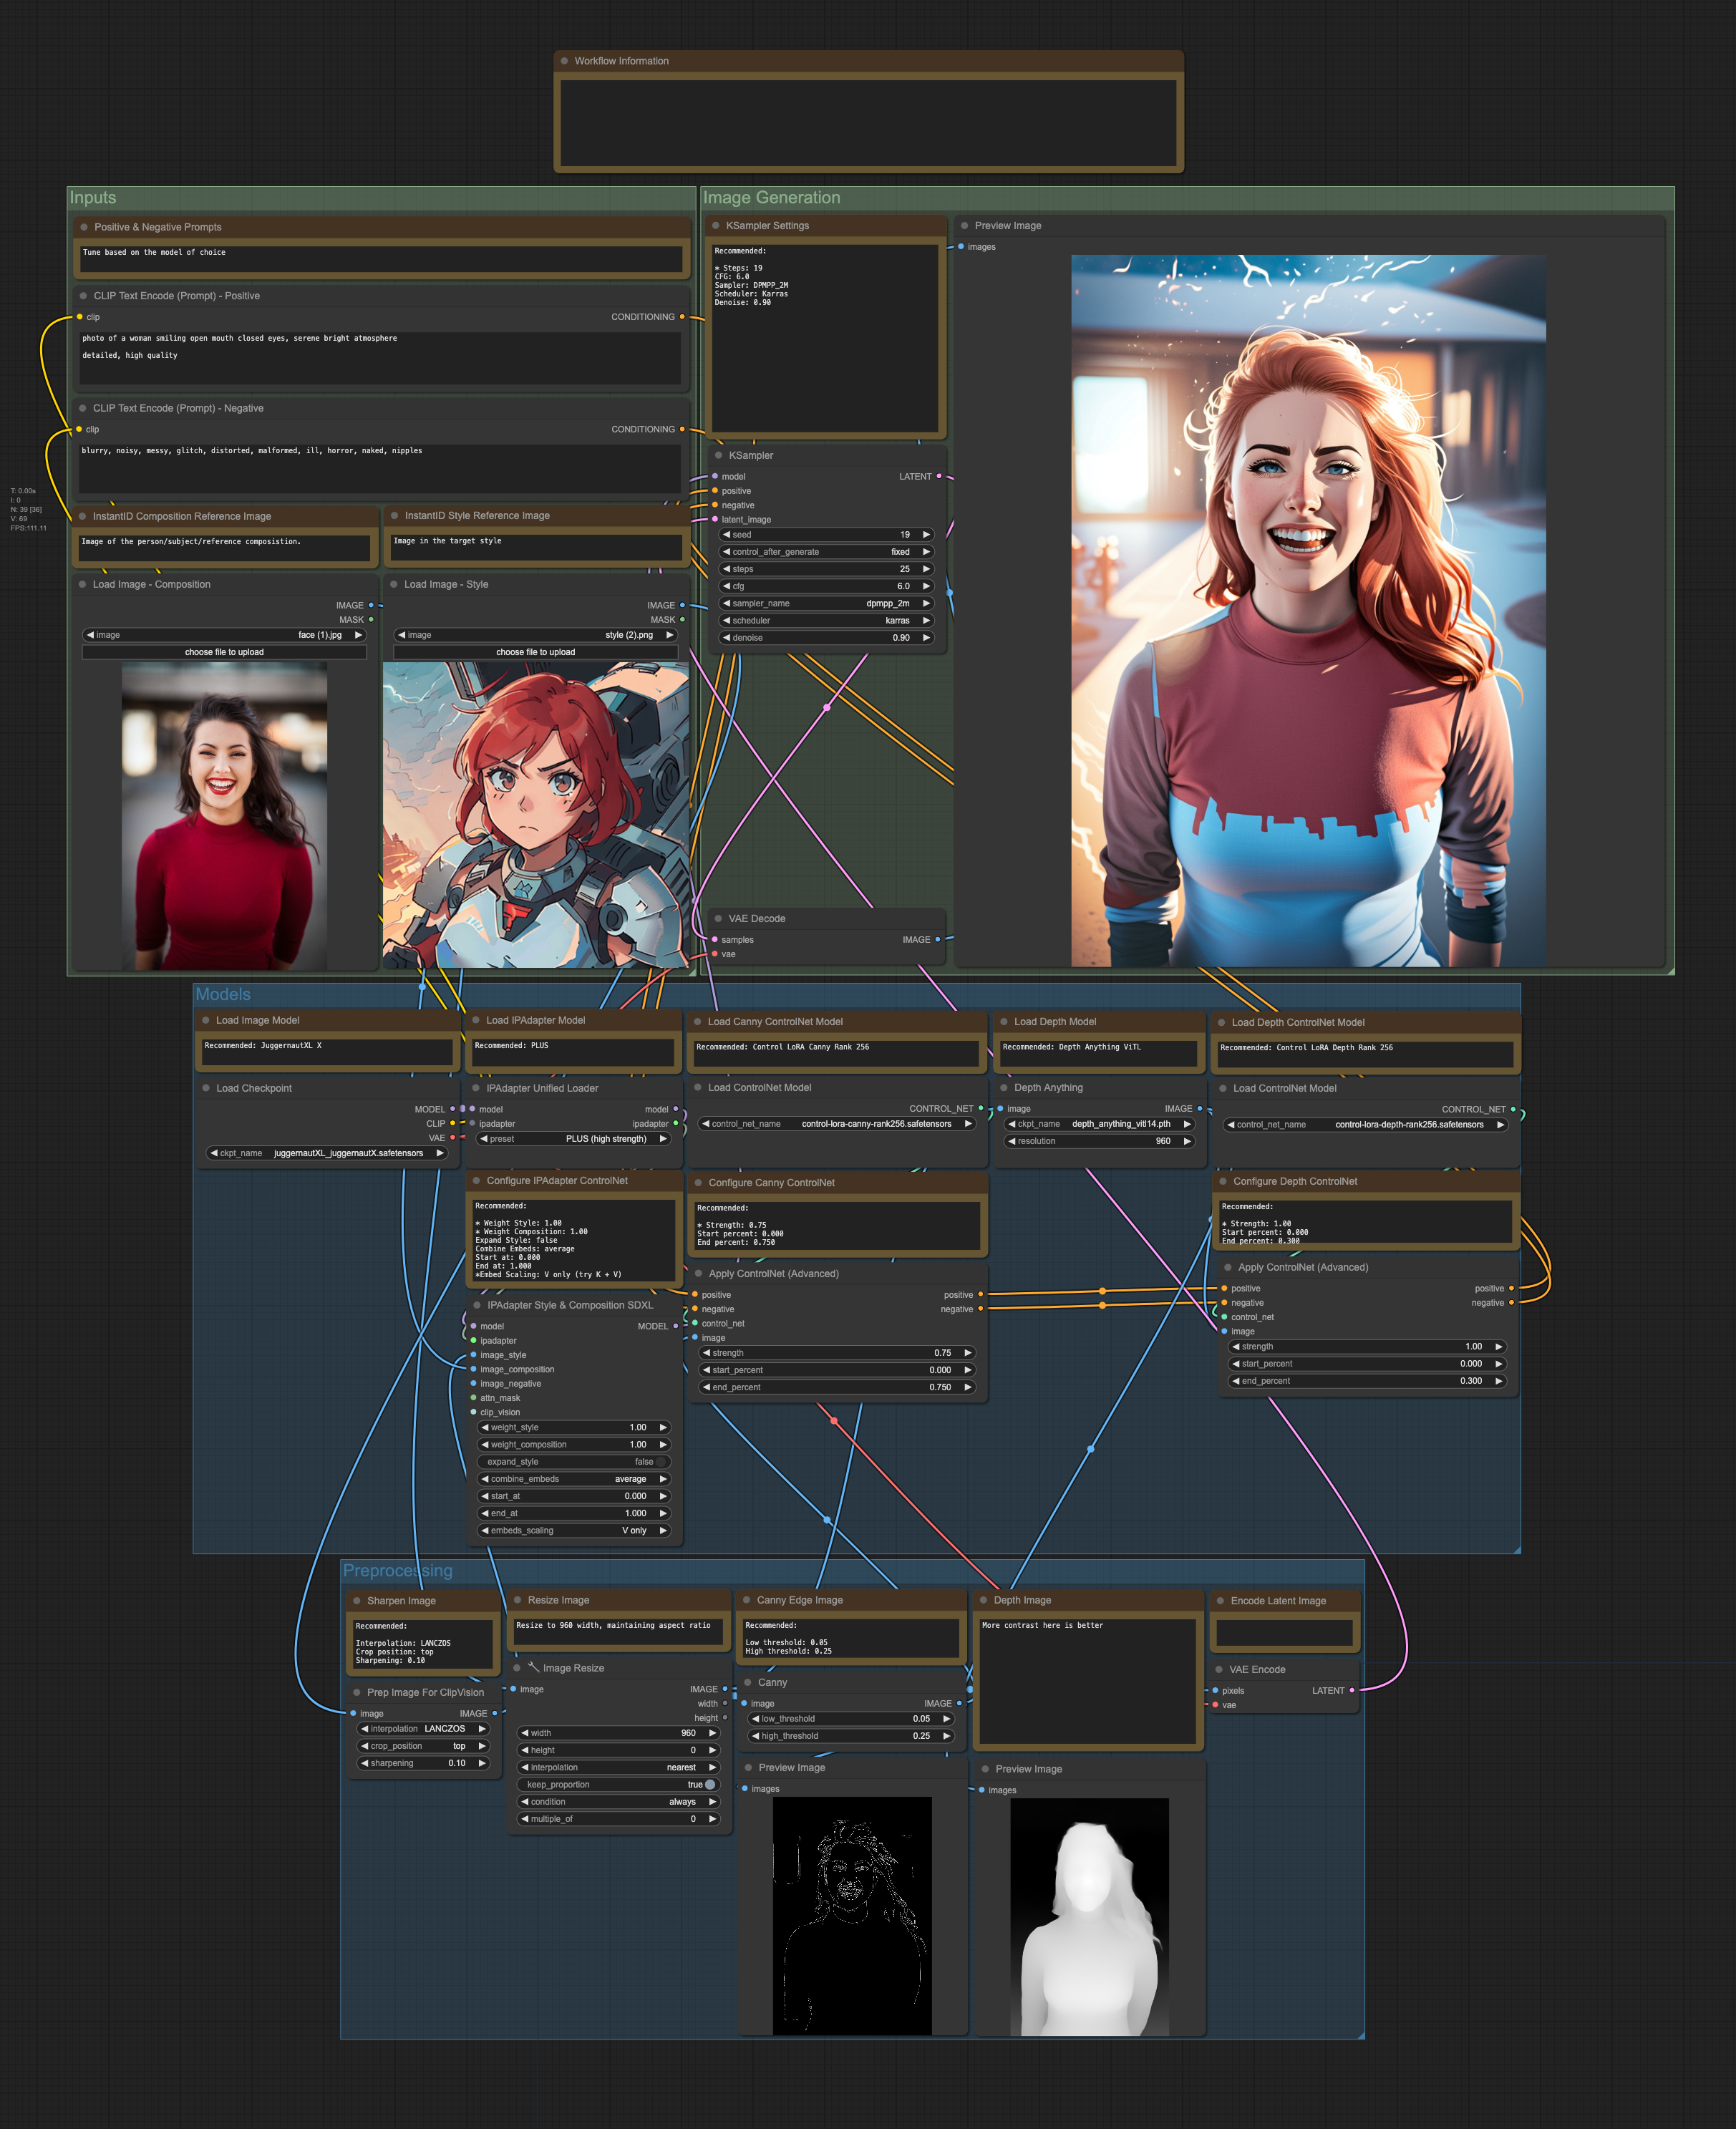 Workflow Information
Inputs
Positive & Negative Prompts
Tune based on the model of choice
CLIP Text Encode (Prompt) - Positive
clip
CONDITIONING
photo of a woman smiling open mouth closed eyes, serene bright atmosphere
detailed, high quality
CLIP Text Encode (Prompt) - Negative
clip
CONDITIONING
blurry, noisy, messy, glitch, distorted, malformed, ill, horror, naked, nipples
T: 0.00s
I: 0
N: 39 [36]
V: 69
FPS:111.11
InstantID Composition Reference Image
Image of the person/subject/reference composistion.
InstantID Style Reference Image
Image in the target style
Load Image - Composition
IMAGE
MASK
image face (1).jpg
choose file to upload
Load Image - Style
IMAGE
MASK
image style (2).png
choose file to upload
Image Generation
KSampler Settings
Recommended:
* Steps: 19
CFG: 6.0
Sampler: DPMPP_2M
Scheduler: Karras
Denoise: 0.90
KSampler
model LATENT
positive
negative
latent_image
seed 19
control_after_generate fixed
steps 25
cfg 6.0
sampler_name dpmpp_2m
scheduler karras
denoise 0.90
VAE Decode
samples IMAGE
vae
Preview Image
images
Models
Load Image Model
Recommended: JuggernautXL X
Load Checkpoint
MODEL
CLIP
VAE
ckpt_name juggernautXL_juggernautX.safetensors
Load IPAdapter Model
Recommended: PLUS
IPAdapter Unified Loader
model model
ipadapter ipadapter
preset PLUS (high strength)
Load Canny ControlNet Model
Recommended: Control LoRA Canny Rank 256
Load ControlNet Model
CONTROL_NET
control_net_name control-lora-canny-rank256.safetensors
Load Depth Model
Recommended: Depth Anything ViTL
Depth Anything
image IMAGE
ckpt_name depth_anything_vitl14.pth
resolution 960
Load Depth ControlNet Model
Recommended: Control LoRA Depth Rank 256
Load ControlNet Model
CONTROL_NET
control_net_name control-lora-depth-rank256.safetensors
Configure IPAdapter ControlNet
Recommended:
* Weight Style: 1.00
* Weight Composition: 1.00
Expand Style: false
Combine Embeds: average
Start at: 0.000
End at: 1.000
*Embed Scaling: V only (try K + V)
IPAdapter Style & Composition SDXL
model MODEL
ipadapter
image_style
image_composition
image_negative
attn_mask
clip_vision
weight_style 1.00
weight_composition 1.00
expand_style false
combine_embeds average
start_at 0.000
end_at 1.000
embeds_scaling V only
Configure Canny ControlNet
Recommended:
* Strength: 0.75
Start percent: 0.000
End percent: 0.750
Apply ControlNet (Advanced)
positive positive
negative negative
control_net
image
strength 0.75
start_percent 0.000
end_percent 0.750
Configure Depth ControlNet
Recommended:
* Strength: 1.00
Start percent: 0.000
End percent: 0.300
Apply ControlNet (Advanced)
positive positive
negative negative
control_net
image
strength 1.00
start_percent 0.000
end_percent 0.300
Preprocessing
Sharpen Image
Recommended:
Interpolation: LANCZOS
Crop position: top
Sharpening: 0.10
Prep Image For ClipVision
image IMAGE
interpolation LANCZOS
crop_position top
sharpening 0.10
Resize Image
Resize to 960 width, maintaining aspect ratio
Image Resize
image IMAGE
width
height
width 960
height 0
interpolation nearest
keep_proportion true
condition always
multiple_of 0
Canny Edge Image
Recommended:
Low threshold: 0.05
High threshold: 0.25
Canny
image IMAGE
low_threshold 0.05
high_threshold 0.25
Preview Image
images
Depth Image
More contrast here is better
Preview Image
images
Encode Latent Image
VAE Encode
pixels LATENT
vae